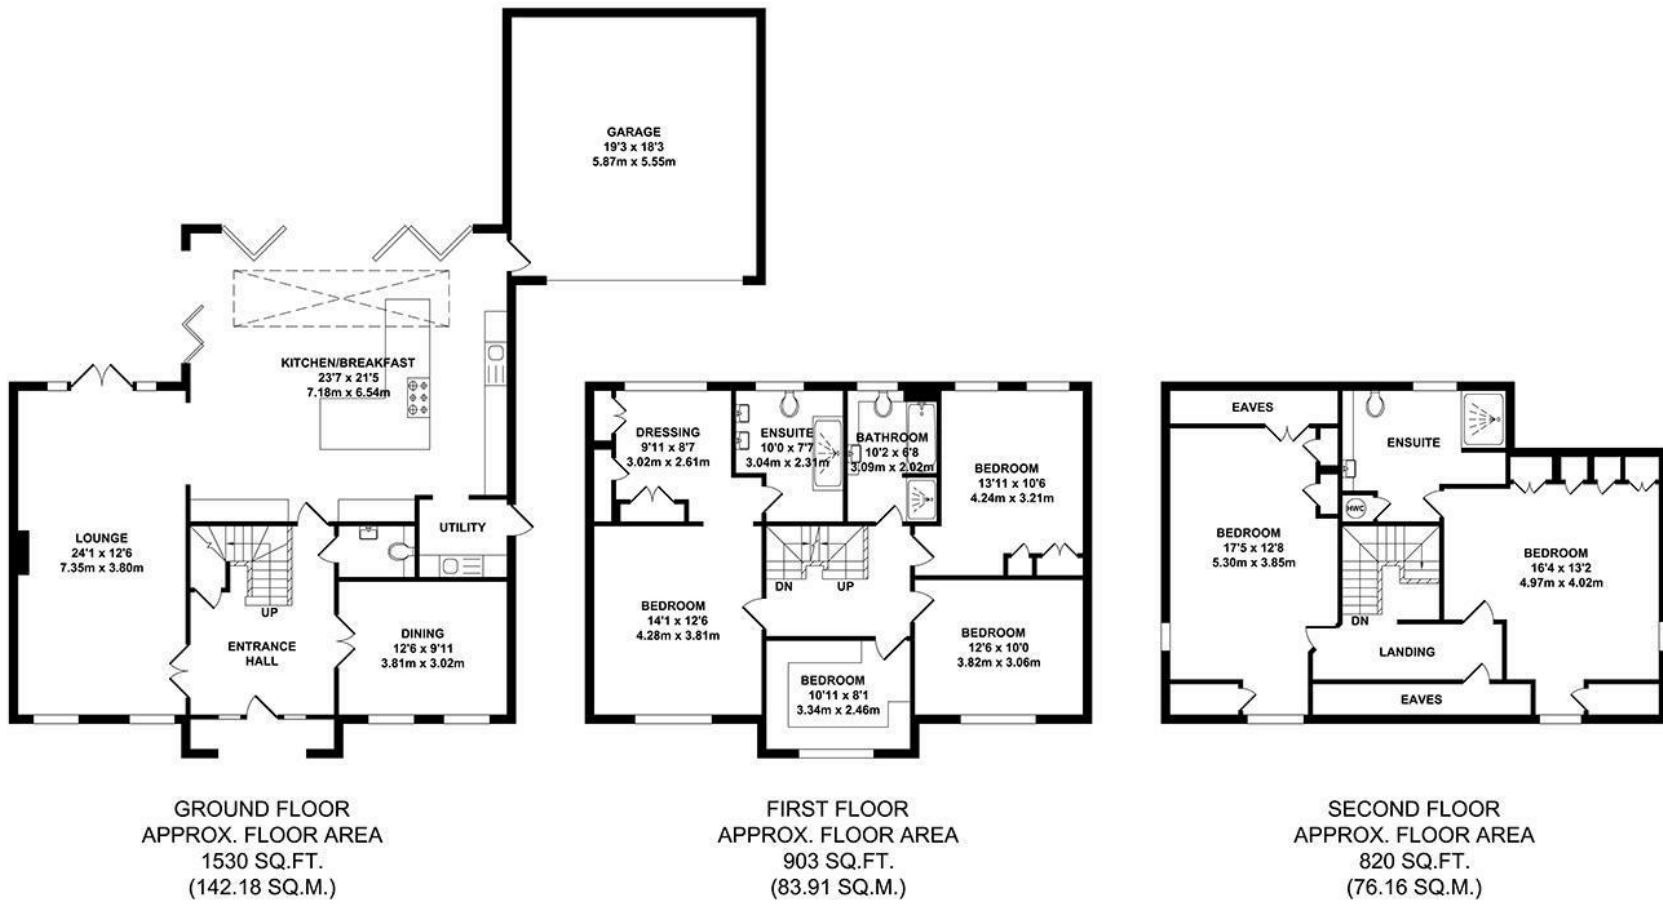 GARAGE
19'3 x 18'3
5.87m x 5.55m
KITCHEN/BREAKFAST
23'7 x 21'5
7.18m x 6.54m
LOUNGE
24'1 x 12'6
7.35m x 3.80m
UTILITY
UP
ENTRANCE
HALL
DINING
12'6 x 9'11
3.81m x 3.02m
GROUND FLOOR
APPROX. FLOOR AREA
1530 SQ.FT.
(142.18 SQ.M.)
DRESSING
9'11 x 8'7
3.02m x 2.61m
ENSUITE
10'0 x 7'7
3.04m x 2.31m
BATHROOM
10'2 x 6'8
3.09m x 2.02m
BEDROOM
13'11 x 10'6
4.24m x 3.21m
DN
UP
BEDROOM
14'1 x 12'6
4.28m x 3.81m
BEDROOM
12'6 x 10'0
3.82m x 3.06m
BEDROOM
10'11 x 8'1
3.34m x 2.46m
FIRST FLOOR
APPROX. FLOOR AREA
903 SQ.FT.
(83.91 SQ.M.)
EAVES
ENSUITE
HWC
BEDROOM
17'5 x 12'8
5.30m x 3.85m
BEDROOM
16'4 x 13'2
4.97m x 4.02m
DN
LANDING
EAVES
SECOND FLOOR
APPROX. FLOOR AREA
820 SQ.FT.
(76.16 SQ.M.)